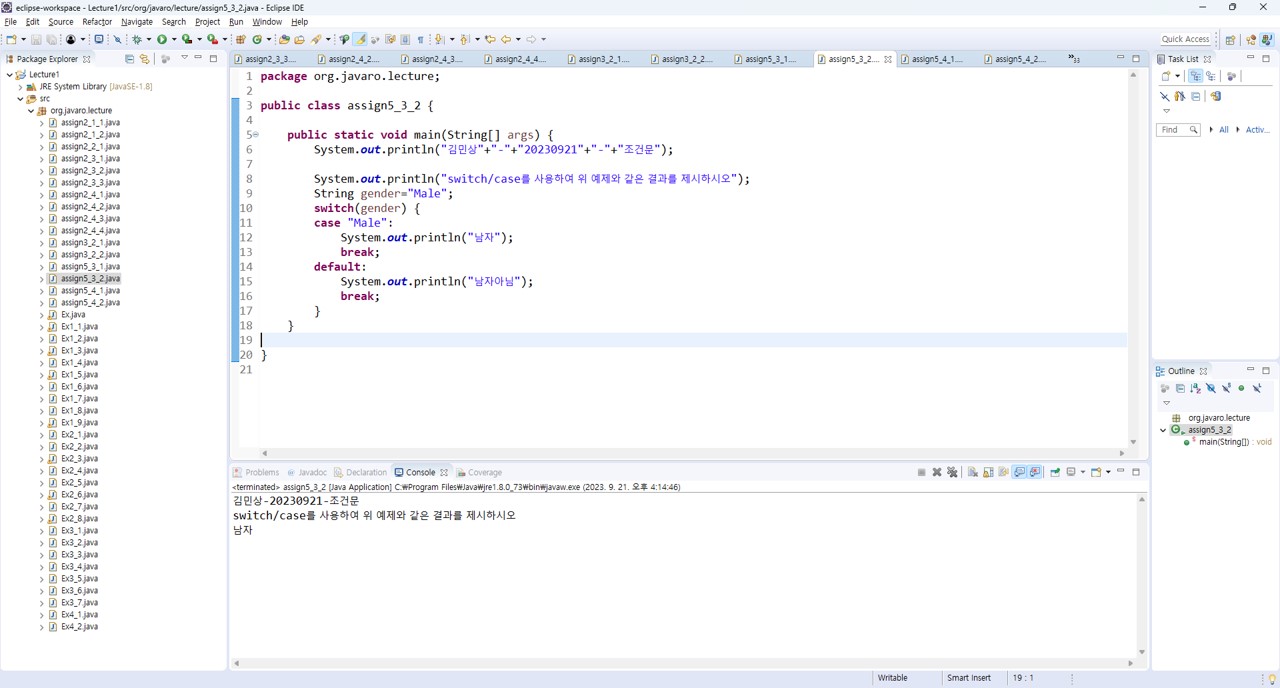 eclipse-workspace - Lecture1/src/org/javaro/lecture/assign5_3_2.java - Eclipse IDE
File Edit Source Refactor Navigate Search Project Run Window Help
Quick Access
Package Explorer
Lecture1
JRE System Library [JavaSE-1.8]
src
org.javaro.lecture
assign2_1_1.java
assign2_1_2.java
assign2_2_1.java
assign2_3_1.java
assign2_3_2.java
assign2_3_3.java
assign2_4_1.java
assign2_4_2.java
assign2_4_3.java
assign2_4_4.java
assign3_2_1.java
assign3_2_2.java
assign5_3_1.java
assign5_3_2.java
assign5_4_1.java
assign5_4_2.java
Ex.java
Ex1_1.java
Ex1_2.java
Ex1_3.java
Ex1_4.java
Ex1_5.java
Ex1_6.java
Ex1_7.java
Ex1_8.java
Ex1_9.java
Ex2_1.java
Ex2_2.java
Ex2_3.java
Ex2_4.java
Ex2_5.java
Ex2_6.java
Ex2_7.java
Ex2_8.java
Ex3_1.java
Ex3_2.java
Ex3_3.java
Ex3_4.java
Ex3_5.java
Ex3_6.java
Ex3_7.java
Ex4_1.java
Ex4_2.java
assign2_3_3.... assign2_4_2.... assign2_4_3.... assign2_4_4.... assign3_2_1.... assign3_2_2.... assign5_3_1.... assign5_3_2.... assign5_4_1.... assign5_4_2.... »33
1 package org.javaro.lecture;
2
3 public class assign5_3_2 {
4
5 public static void main(String[] args) {
6 System.out.println("김민상"+"-"+"20230921"+"-"+"조건문");
7
8 System.out.println("switch/case를 사용하여 위 예제와 같은 결과를 제시하시오");
9 String gender="Male";
10 switch(gender) {
11 case "Male":
12 System.out.println("남자");
13 break;
14 default:
15 System.out.println("남자아님");
16 break;
17 }
18 }
19
20 }
21
Problems Javadoc Declaration Console Coverage
<terminated> assign5_3_2 [Java Application] C:₩Program Files₩Java₩jre1.8.0_73₩bin₩javaw.exe (2023. 9. 21. 오후 4:14:46)
김민상-20230921-조건문
switch/case를 사용하여 위 예제와 같은 결과를 제시하시오
남자
Task List
Find All Activ...
Outline
org.javaro.lecture
assign5_3_2
main(String[]) : void
Writable Smart Insert 19 : 1